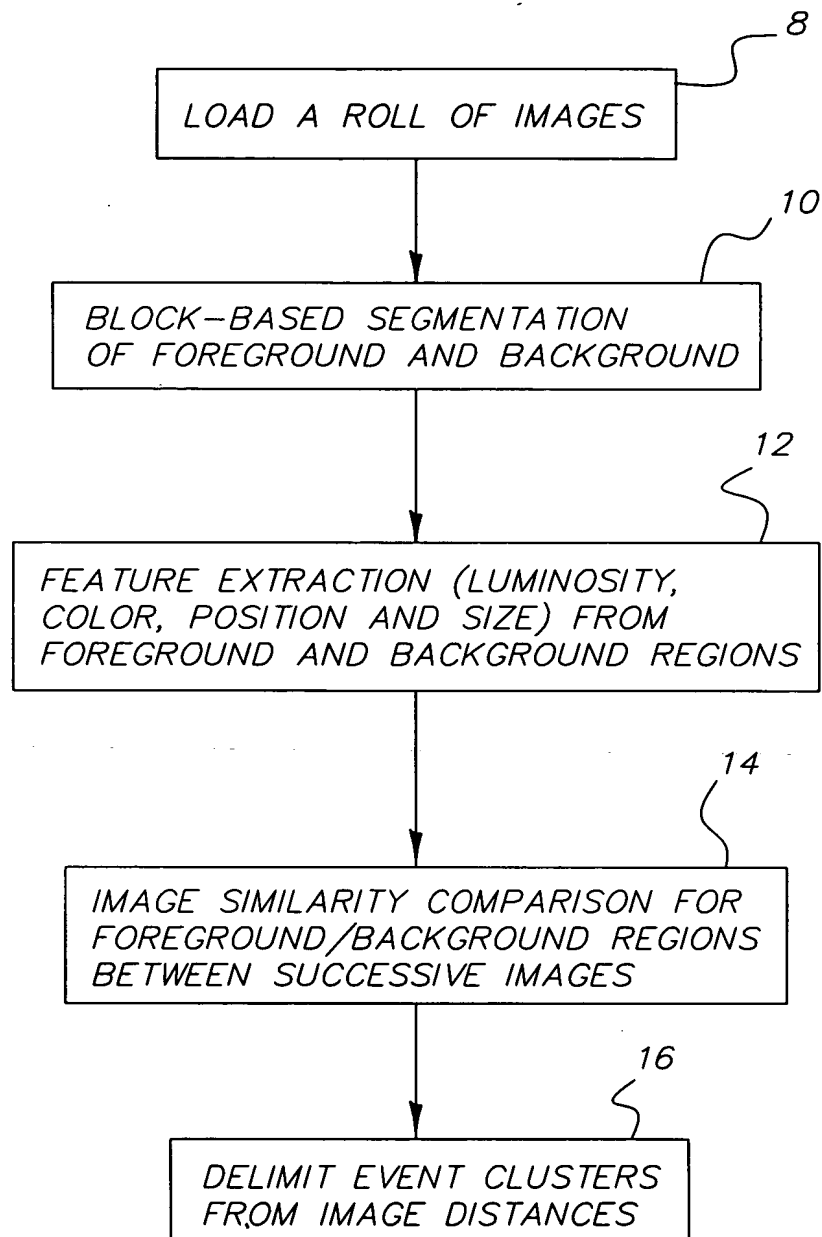 8
LOAD A ROLL OF IMAGES
10
BLOCK-BASED SEGMENTATION
OF FOREGROUND AND BACKGROUND
12
FEATURE EXTRACTION (LUMINOSITY,
COLOR, POSITION AND SIZE) FROM
FOREGROUND AND BACKGROUND REGIONS
14
IMAGE SIMILARITY COMPARISON FOR
FOREGROUND/BACKGROUND REGIONS
BETWEEN SUCCESSIVE IMAGES
16
DELIMIT EVENT CLUSTERS
FROM IMAGE DISTANCES